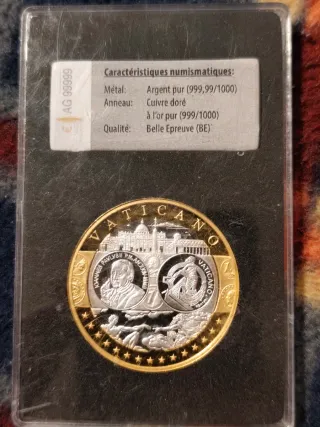 Caractéristiques numismatiques:
Métal: Argent pur (999,99/1000)
Anneau: Cuivre doré
à l'or pur (999/1000)
Qualité: Belle Epreuve (BE)
€ AG 99999
VATICANO